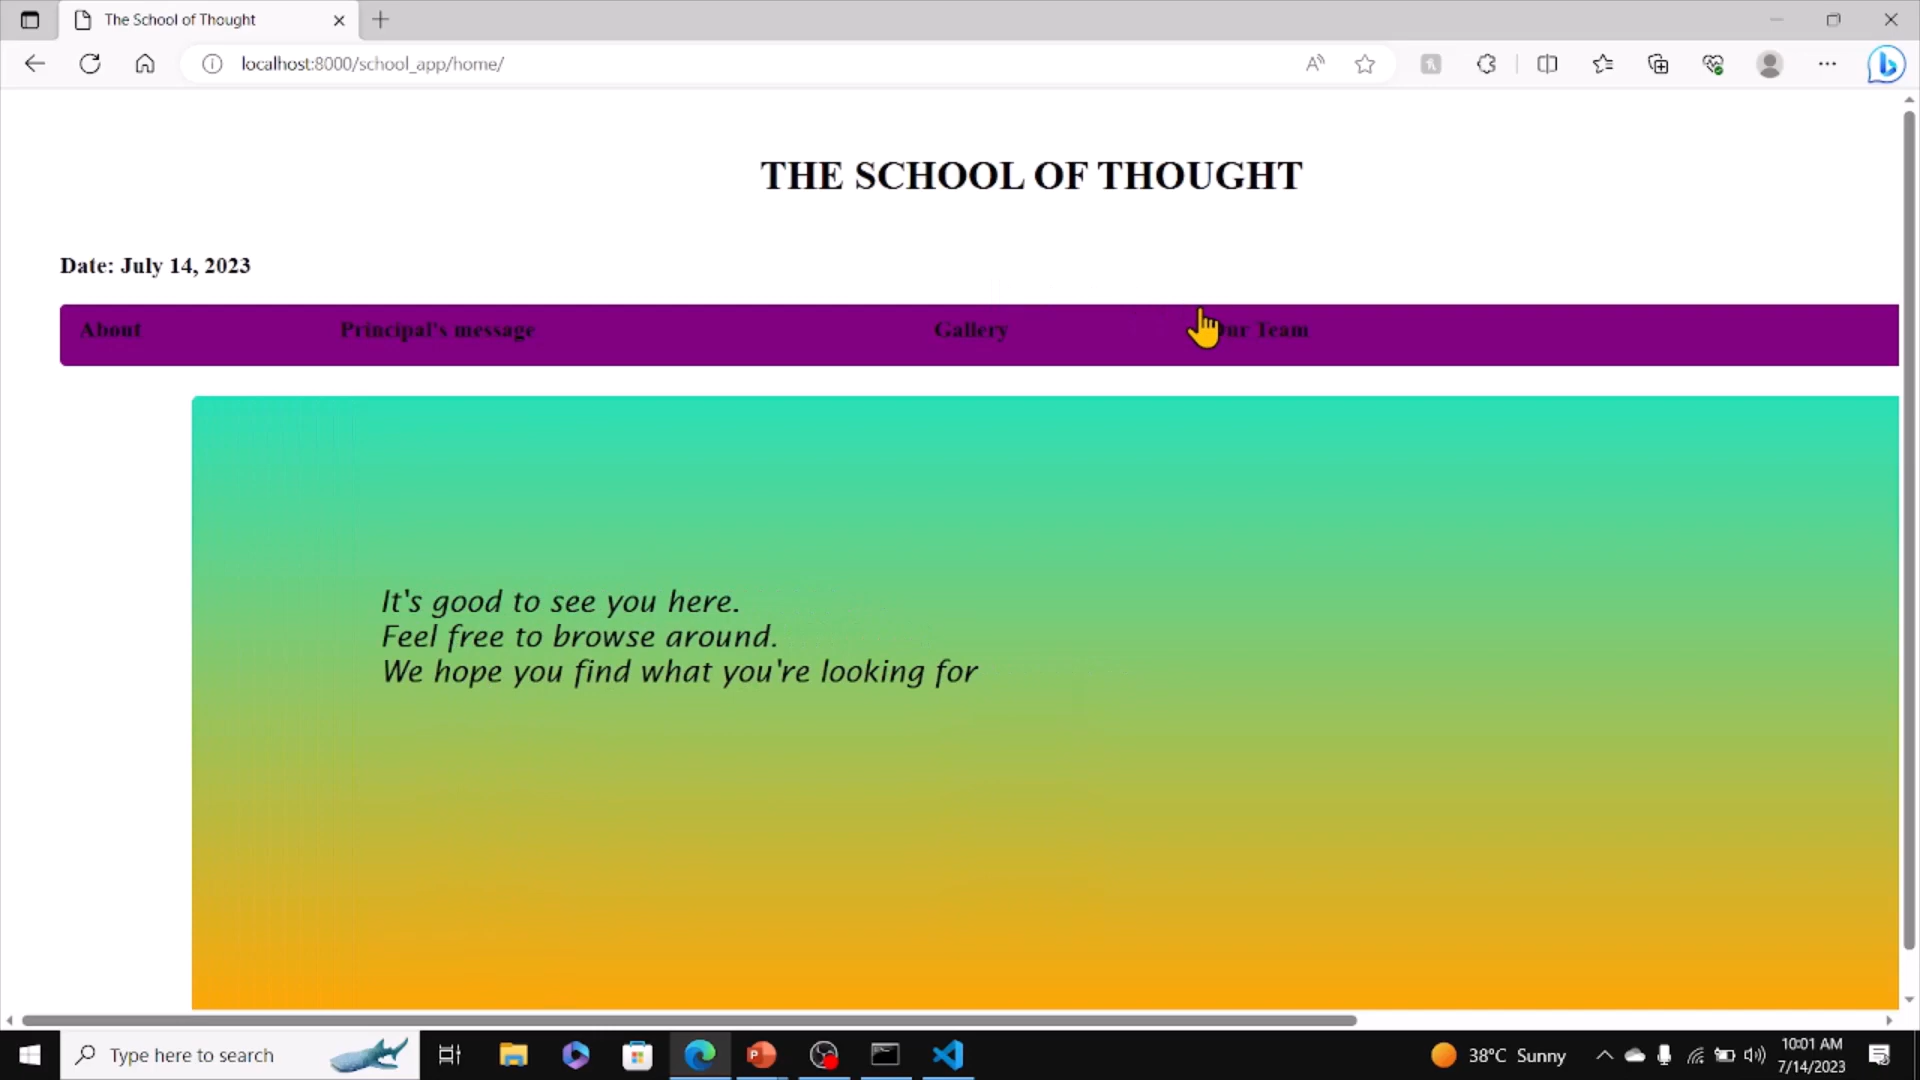 The School of Thought
localhost:8000/school_app/home/
THE SCHOOL OF THOUGHT
Date: July 14, 2023
About Principal's message Gallery ur Team
It's good to see you here.
Feel free to browse around.
We hope you find what you're looking for
Type here to search
38°C Sunny
10:01 AM
7/14/2023